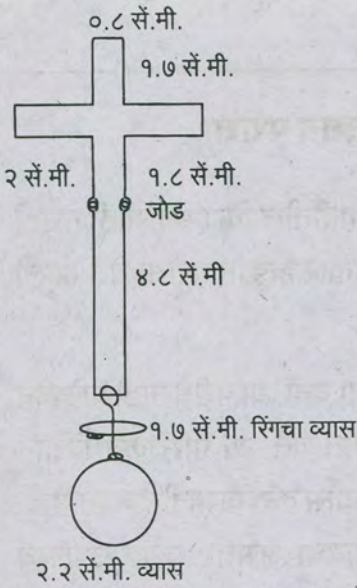 ०.८ सें.मी.
१.७ सें.मी.
२ सें.मी.
१.८ सें.मी.
जोड
४.८ सें.मी
१.७ सें.मी. रिंगचा व्यास
२.२ सें.मी. व्यास